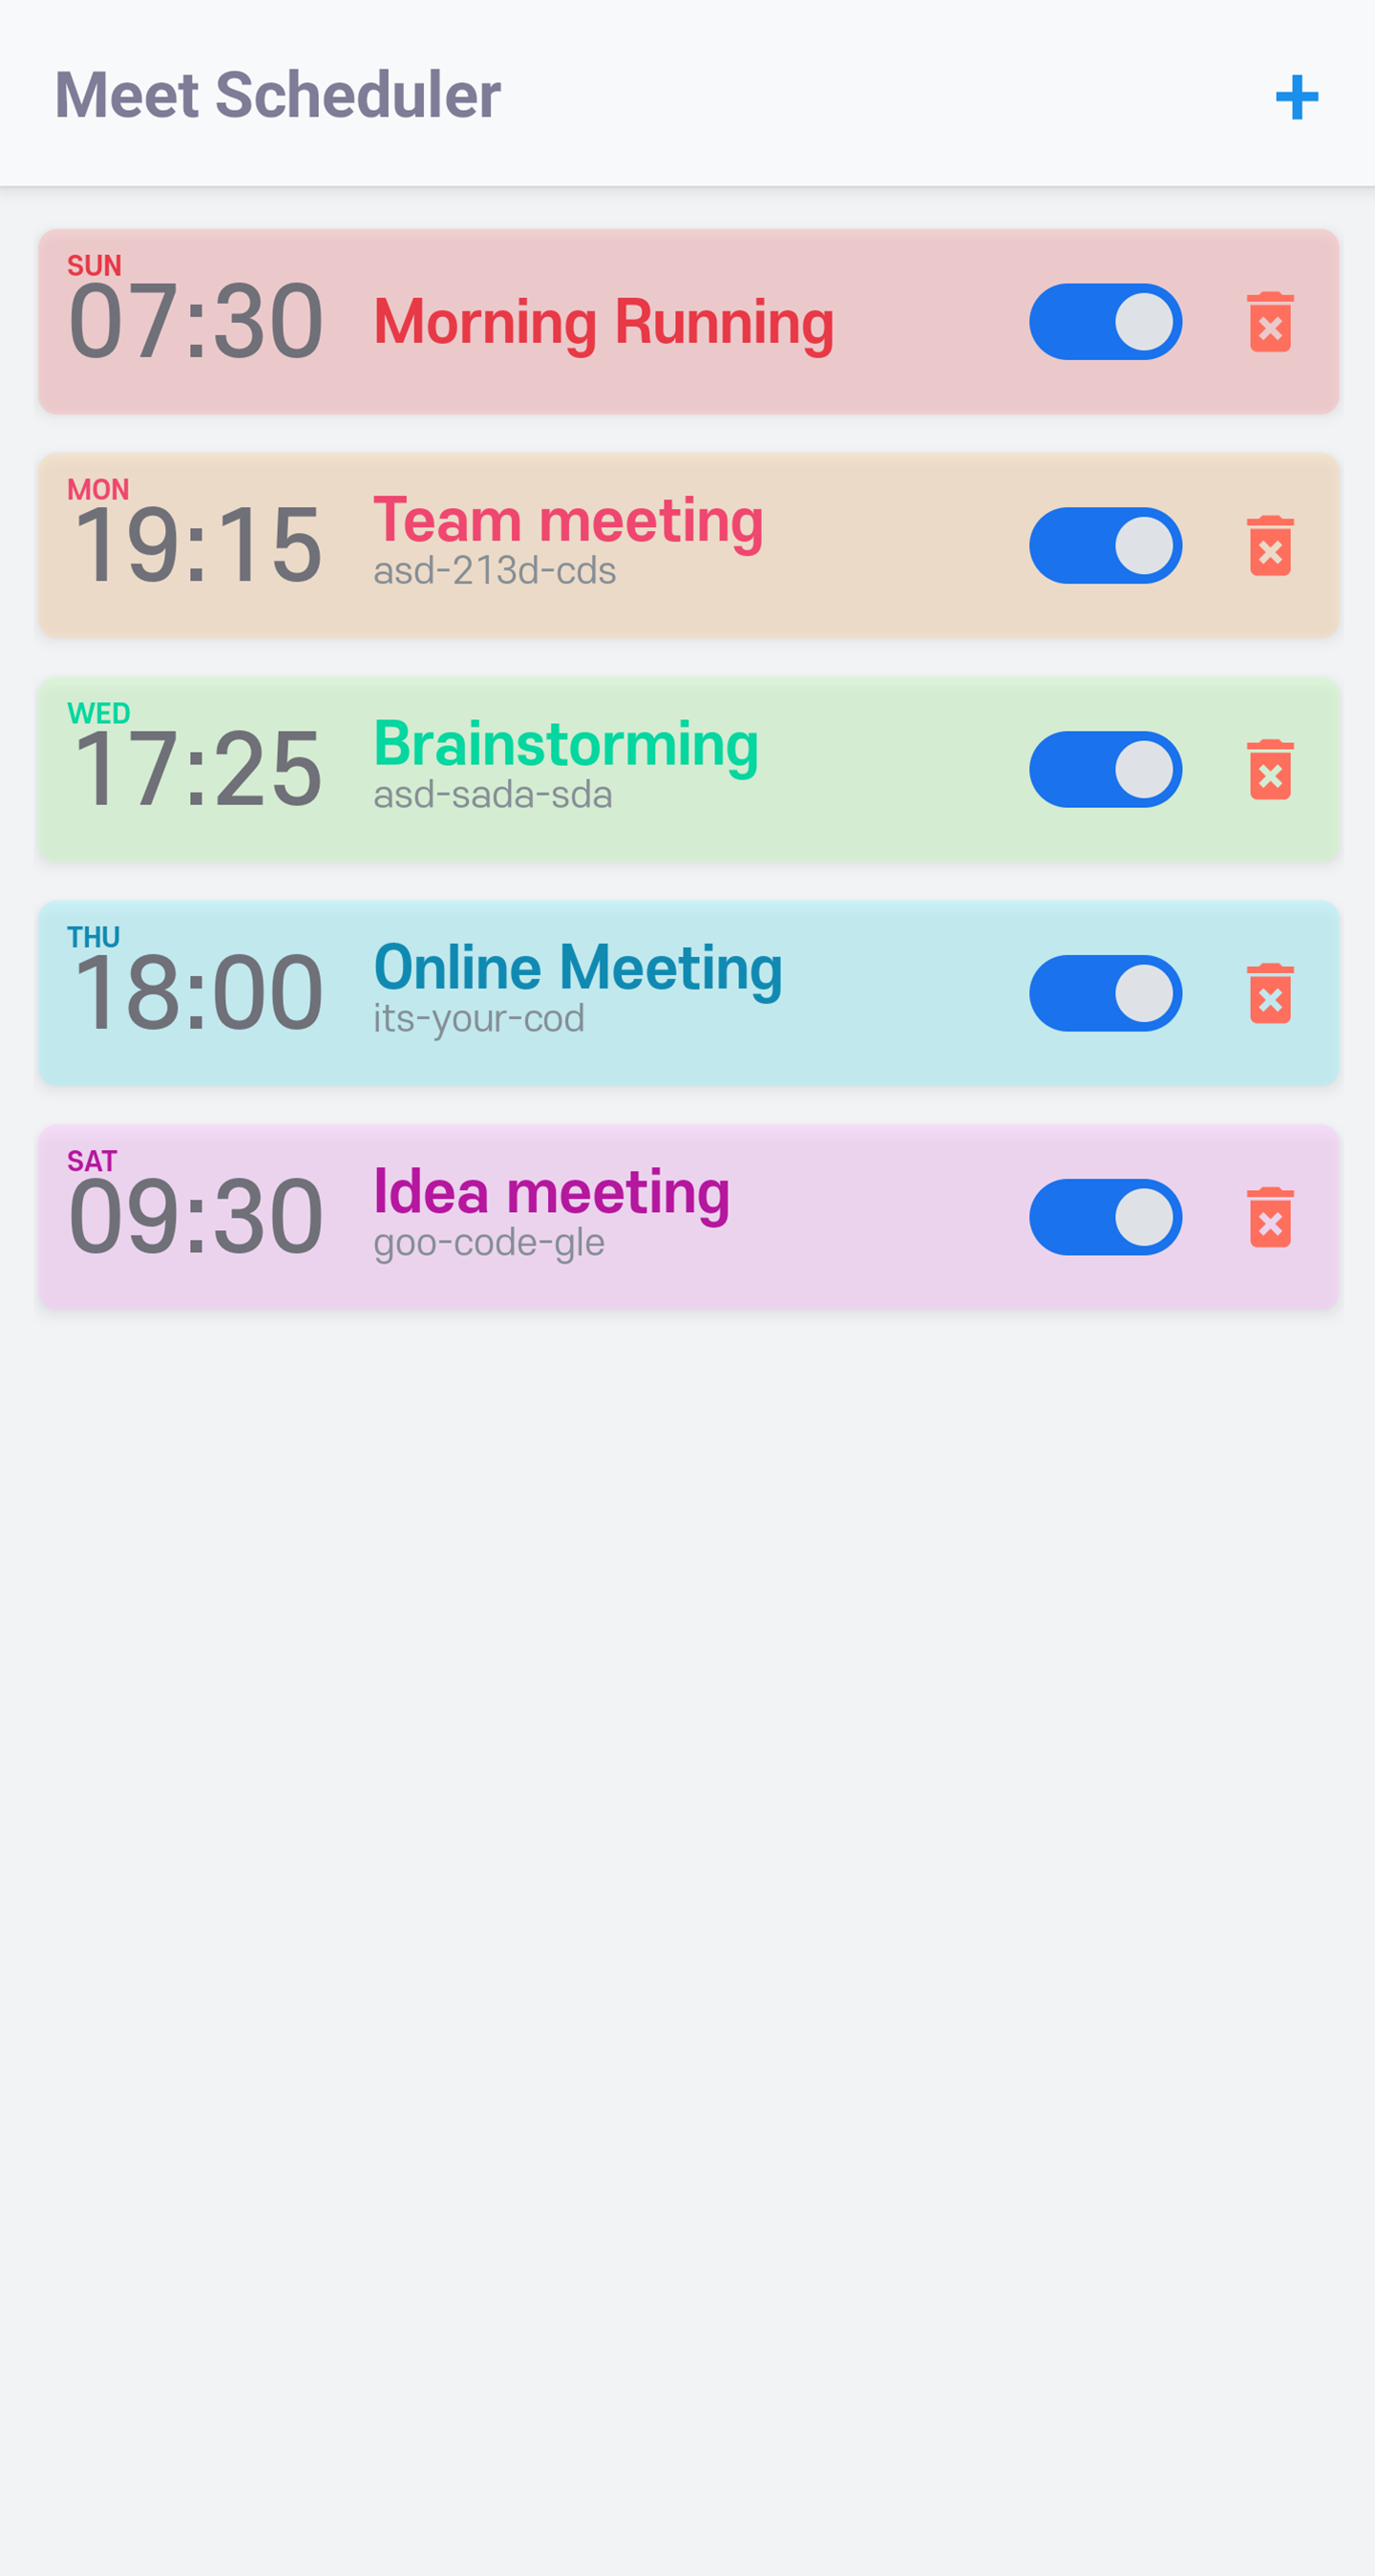 Meet Scheduler
SUN
07:30
Morning Running
MON
19:15
Team meeting
asd-213d-cds
WED
17:25
Brainstorming
asd-sada-sda
THU
18:00
Online Meeting
its-your-cod
SAT
09:30
Idea meeting
goo-code-gle